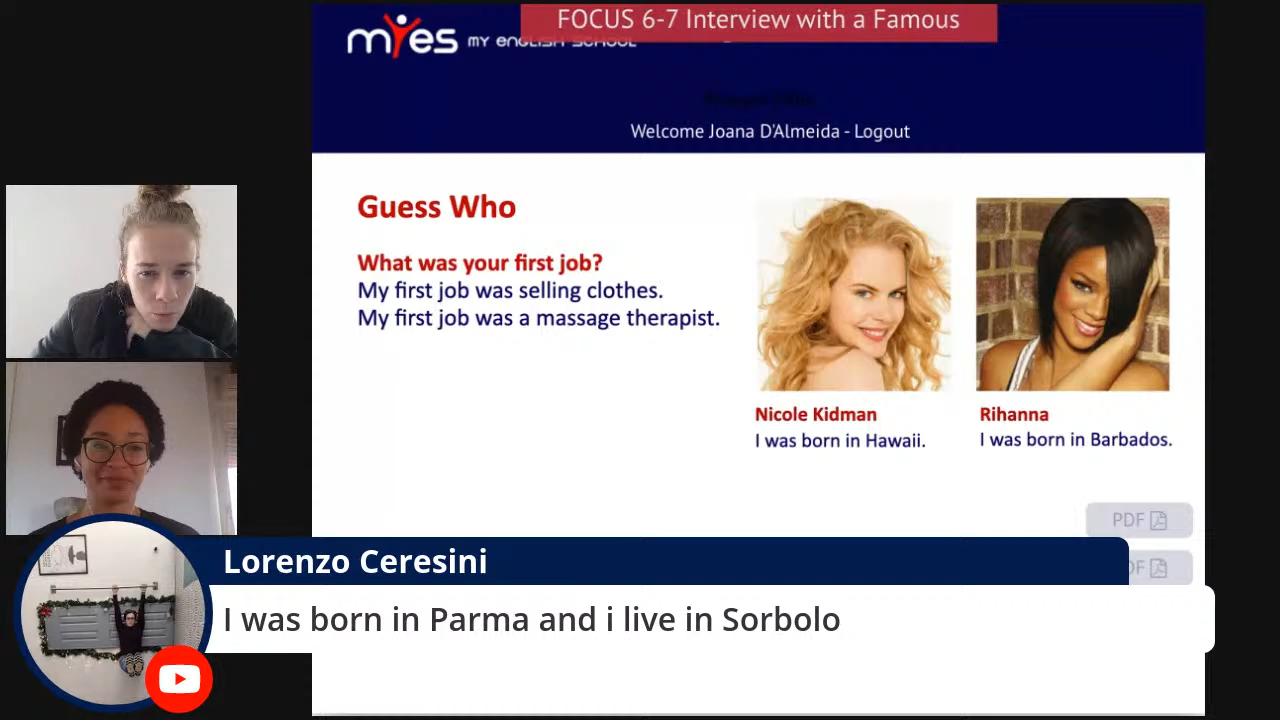 FOCUS 6-7 Interview with a Famous
myes MY ENGLISH SCHOOL
Welcome Joana D'Almeida - Logout
Guess Who
What was your first job?
My first job was selling clothes.
My first job was a massage therapist.
Nicole Kidman
I was born in Hawaii.
Rihanna
I was born in Barbados.
PDF
Lorenzo Ceresini
I was born in Parma and i live in Sorbolo